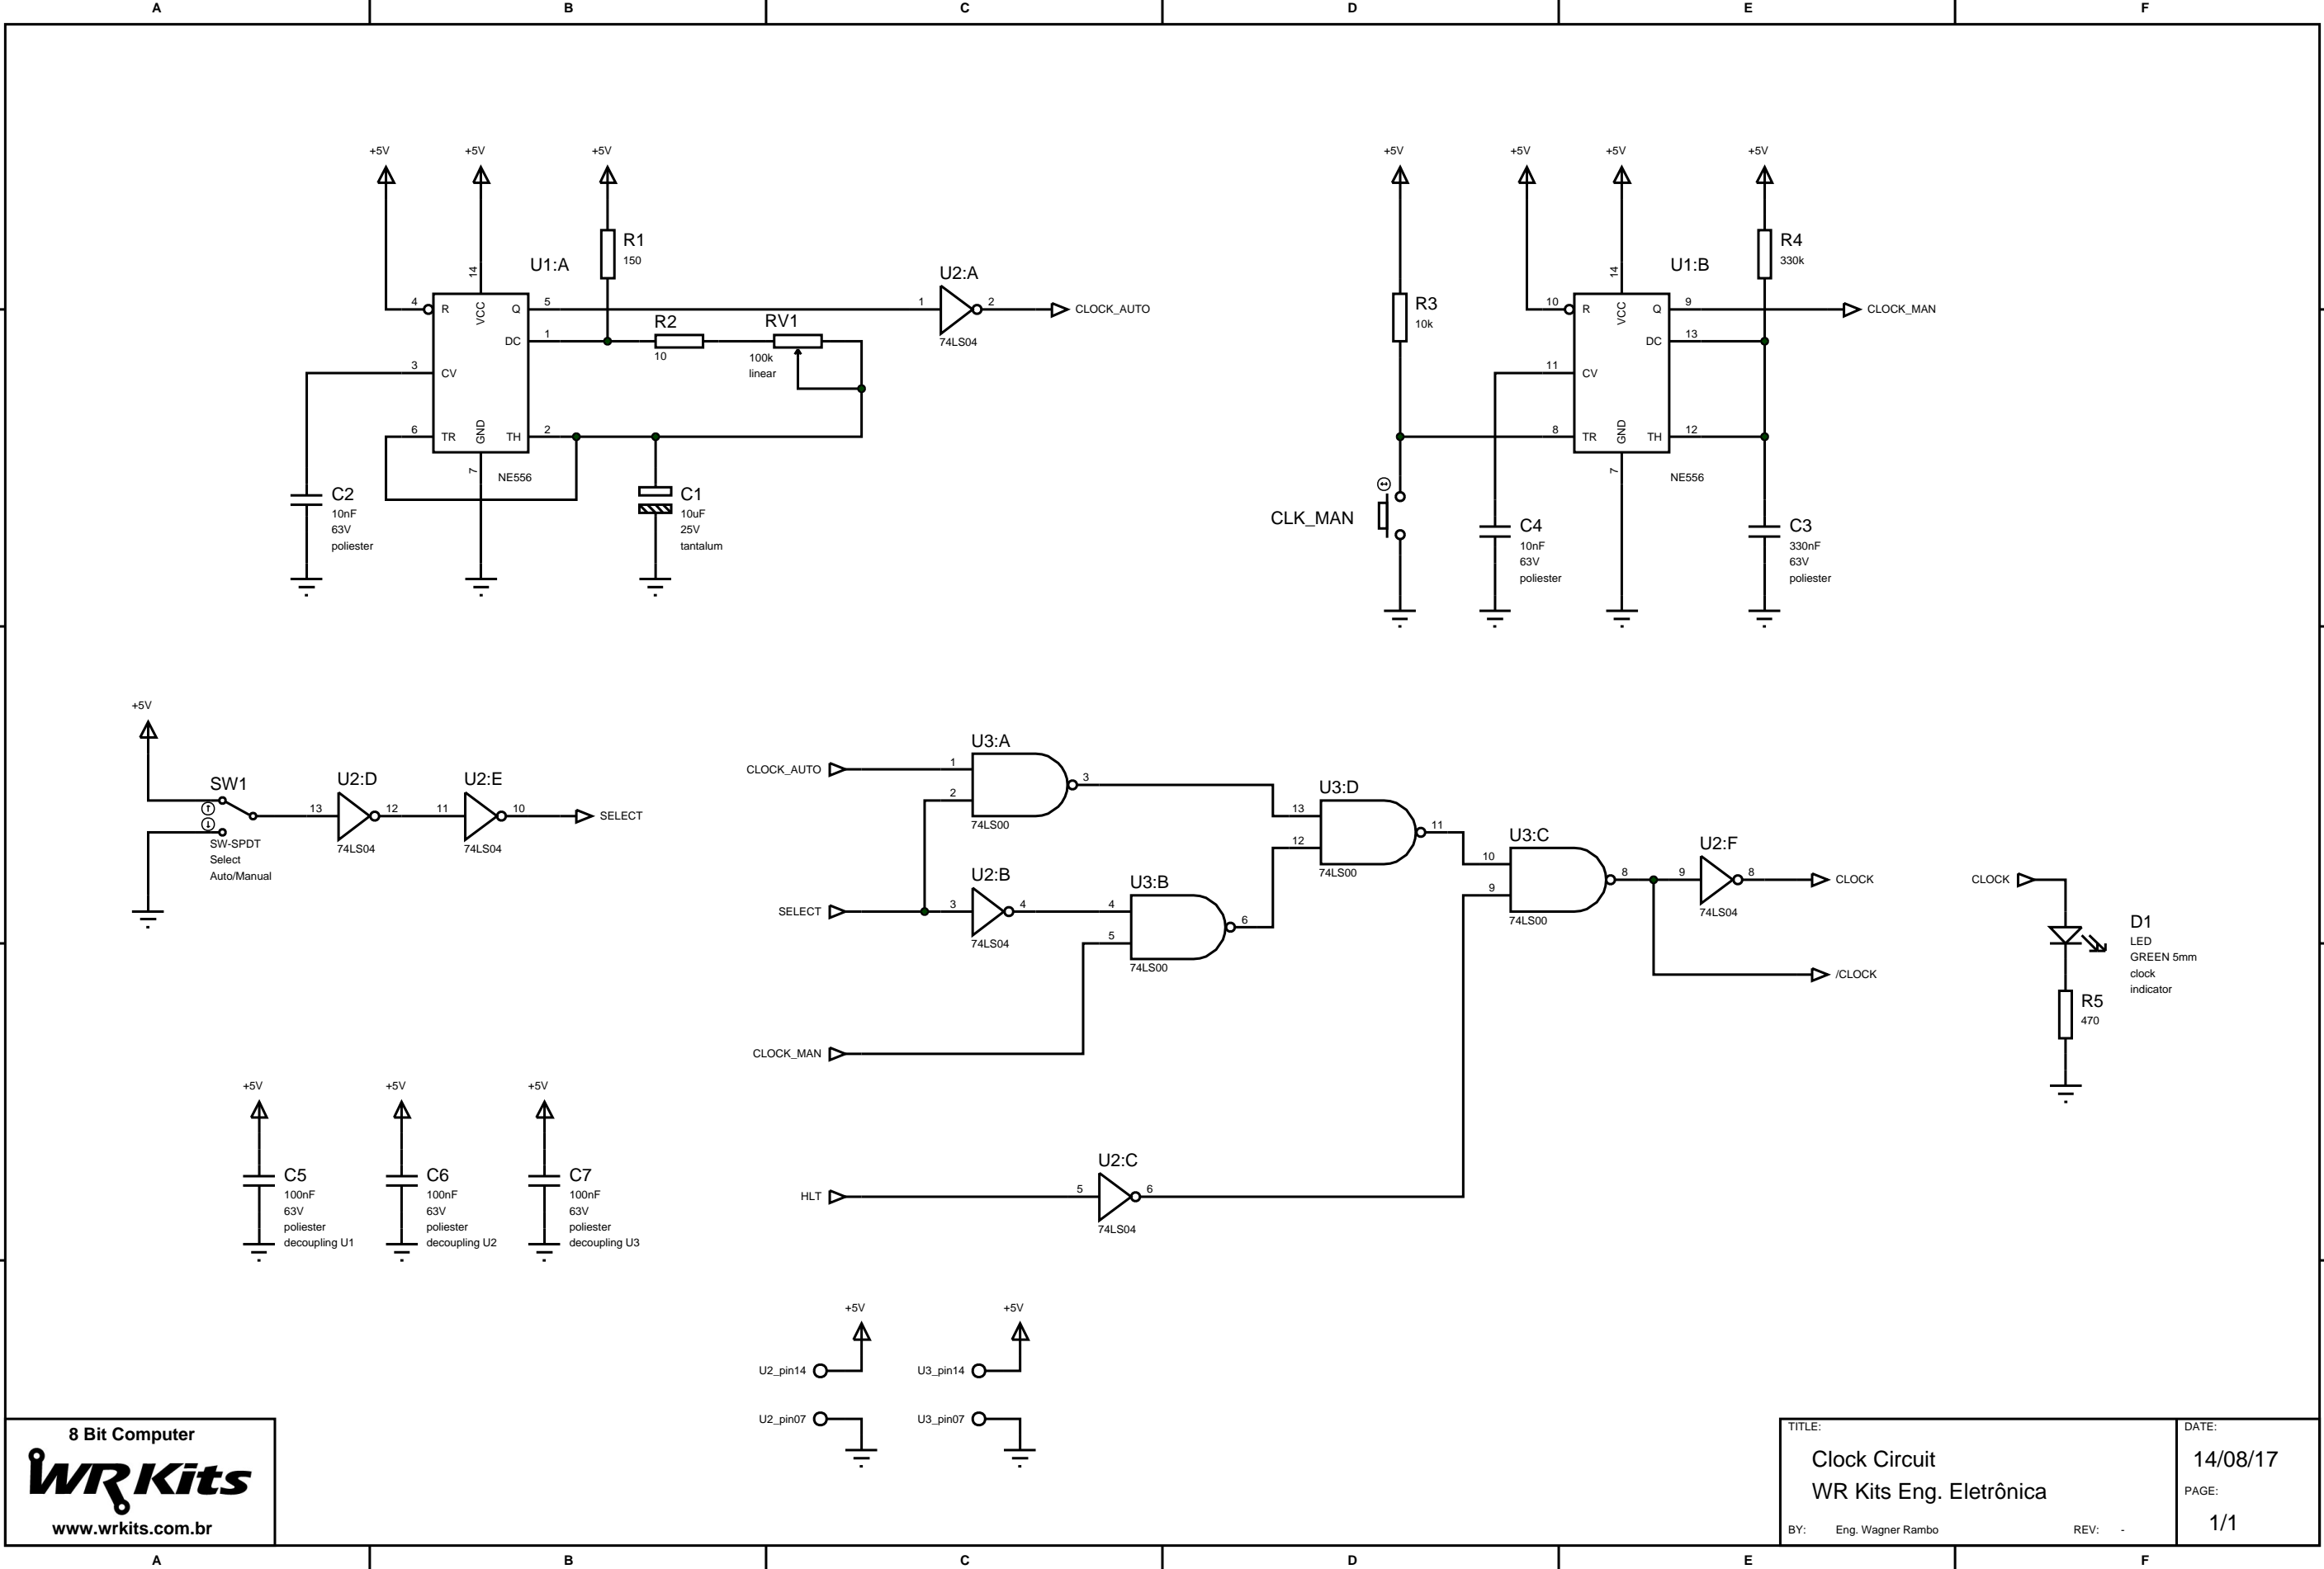 A B C D E F
+5V +5V +5V
R1
150
U1:A
14
4 R VCC Q 5
DC 1
3 CV
6 TR GND TH 2
7
NE556
R2
10
RV1
100k
linear
U2:A
1 2
74LS04
CLOCK_AUTO
C2
10nF
63V
poliester
C1
10uF
25V
tantalum
+5V +5V +5V +5V
R3
10k
R4
330k
U1:B
14
10 R VCC Q 9
DC 13
11 CV
8 TR GND TH 12
7
NE556
CLOCK_MAN
CLK_MAN
C4
10nF
63V
poliester
C3
330nF
63V
poliester
+5V
SW1
SW-SPDT
Select
Auto/Manual
U2:D
13 12
74LS04
U2:E
11 10
74LS04
SELECT
CLOCK_AUTO
U3:A
1
2
3
74LS00
SELECT
U2:B
3 4
74LS04
U3:B
4
5
6
74LS00
CLOCK_MAN
U3:D
13
12
11
74LS00
U3:C
10
9
8
74LS00
U2:F
9 8
74LS04
CLOCK
/CLOCK
HLT
U2:C
5 6
74LS04
CLOCK
D1
LED
GREEN 5mm
clock
indicator
R5
470
+5V +5V +5V
C5
100nF
63V
poliester
decoupling U1
C6
100nF
63V
poliester
decoupling U2
C7
100nF
63V
poliester
decoupling U3
+5V +5V
U2_pin14 U3_pin14
U2_pin07 U3_pin07
8 Bit Computer
WR Kits
www.wrkits.com.br
TITLE:
Clock Circuit
WR Kits Eng. Eletrônica
BY: Eng. Wagner Rambo REV: -
DATE:
14/08/17
PAGE:
1/1
A B C D E F